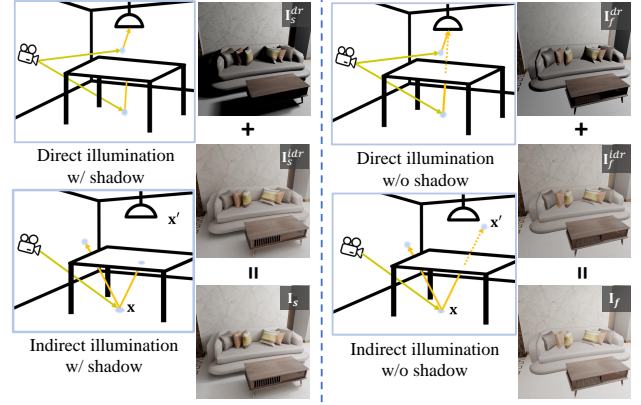 I_s^{dr}
+
Direct illumination
w/ shadow
I_s^{idr}
x′
x
=
Indirect illumination
w/ shadow
I_s
I_f^{dr}
+
Direct illumination
w/o shadow
I_f^{idr}
x′
x
=
Indirect illumination
w/o shadow
I_f